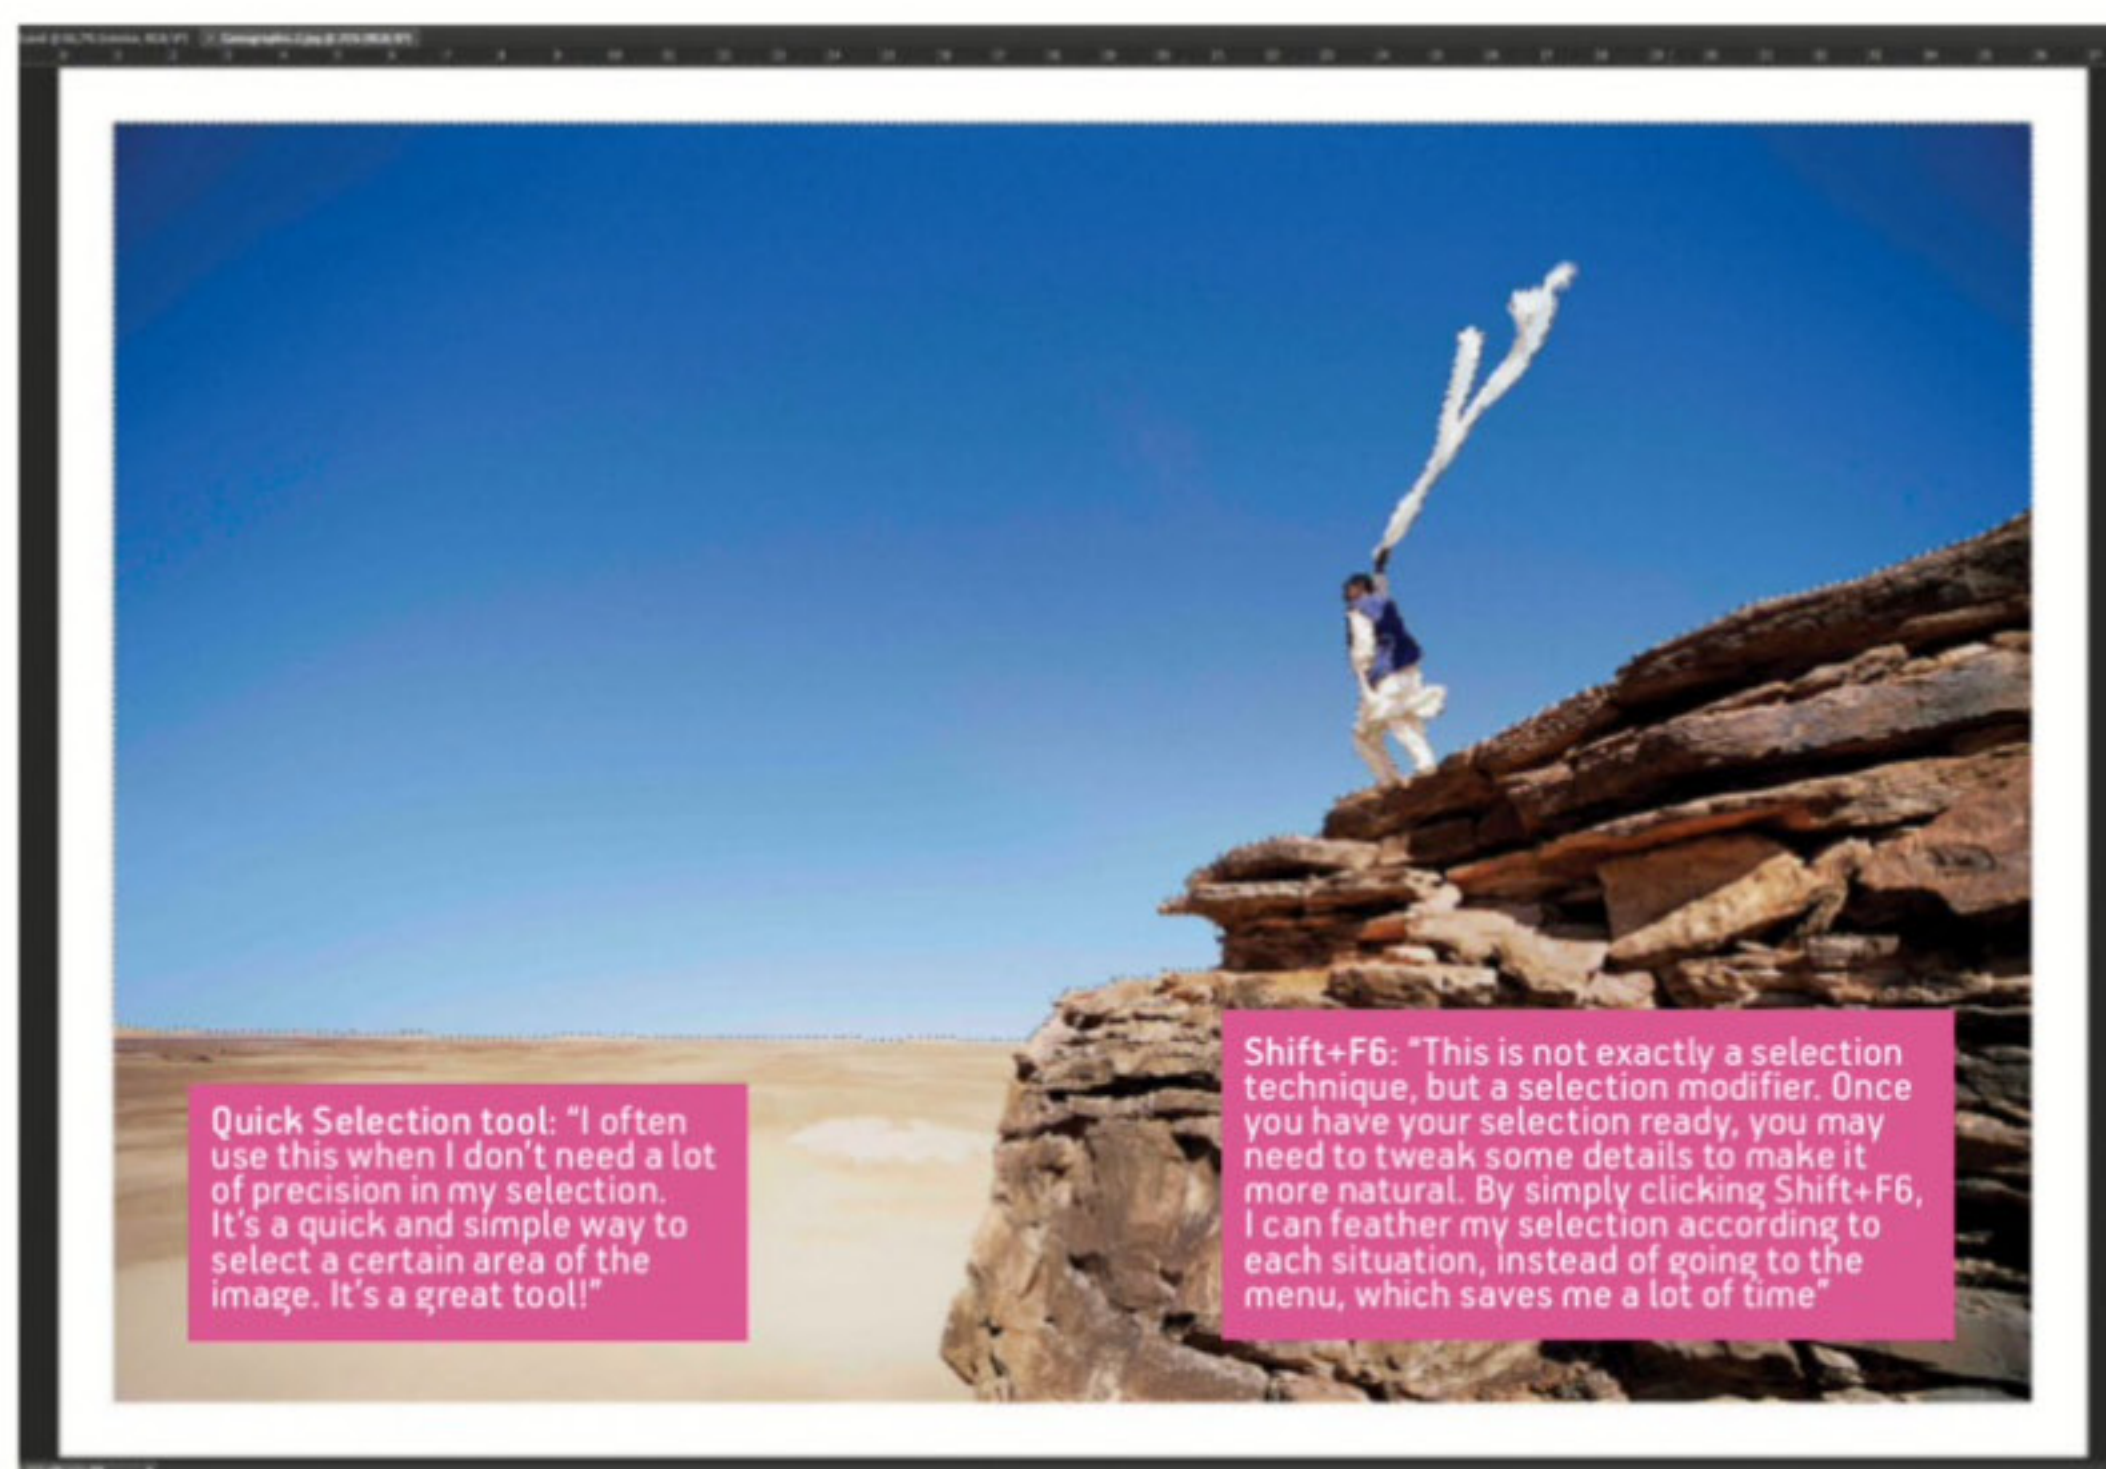 Quick Selection tool: “I often
use this when I don’t need a lot
of precision in my selection.
It’s a quick and simple way to
select a certain area of the
image. It’s a great tool!”
Shift+F6: “This is not exactly a selection
technique, but a selection modifier. Once
you have your selection ready, you may
need to tweak some details to make it
more natural. By simply clicking Shift+F6,
I can feather my selection according to
each situation, instead of going to the
menu, which saves me a lot of time”